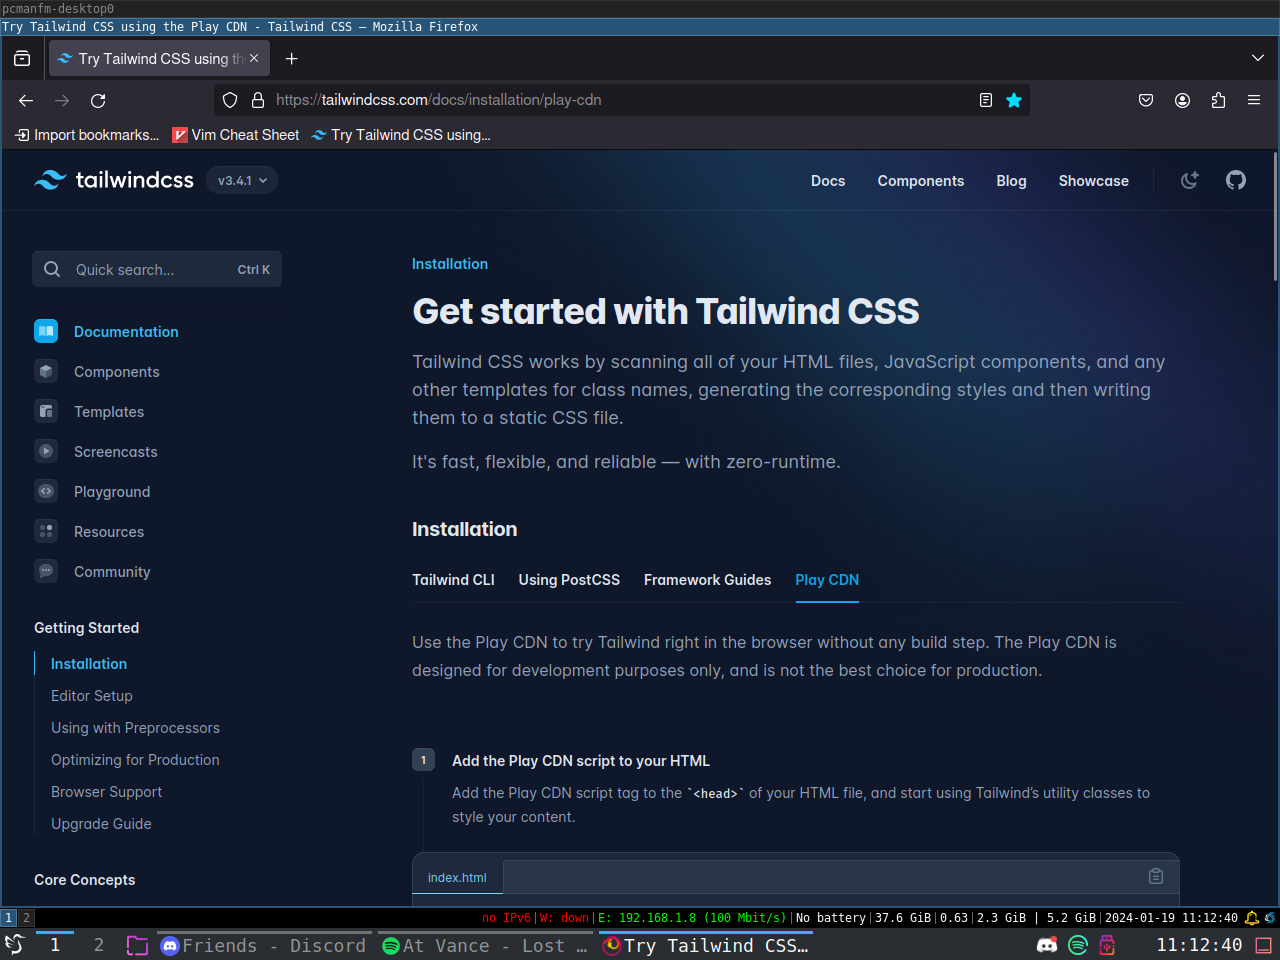 pcmanfm-desktop0
Try Tailwind CSS using the Play CDN - Tailwind CSS — Mozilla Firefox
Try Tailwind CSS using the
https://tailwindcss.com/docs/installation/play-cdn
Import bookmarks...
Vim Cheat Sheet
Try Tailwind CSS using...
tailwindcss
v3.4.1
Docs
Components
Blog
Showcase
Quick search...
Ctrl K
Documentation
Components
Templates
Screencasts
Playground
Resources
Community
Getting Started
Installation
Editor Setup
Using with Preprocessors
Optimizing for Production
Browser Support
Upgrade Guide
Core Concepts
Installation
Get started with Tailwind CSS
Tailwind CSS works by scanning all of your HTML files, JavaScript components, and any
other templates for class names, generating the corresponding styles and then writing
them to a static CSS file.
It's fast, flexible, and reliable — with zero-runtime.
Installation
Tailwind CLI
Using PostCSS
Framework Guides
Play CDN
Use the Play CDN to try Tailwind right in the browser without any build step. The Play CDN is
designed for development purposes only, and is not the best choice for production.
1
Add the Play CDN script to your HTML
Add the Play CDN script tag to the `<head>` of your HTML file, and start using Tailwind’s utility classes to
style your content.
index.html
1 2
no IPv6|W: down|E: 192.168.1.8 (100 Mbit/s)|No battery|37.6 GiB|0.63|2.3 GiB | 5.2 GiB|2024-01-19 11:12:40
1
2
Friends - Discord
At Vance - Lost …
Try Tailwind CSS…
11:12:40